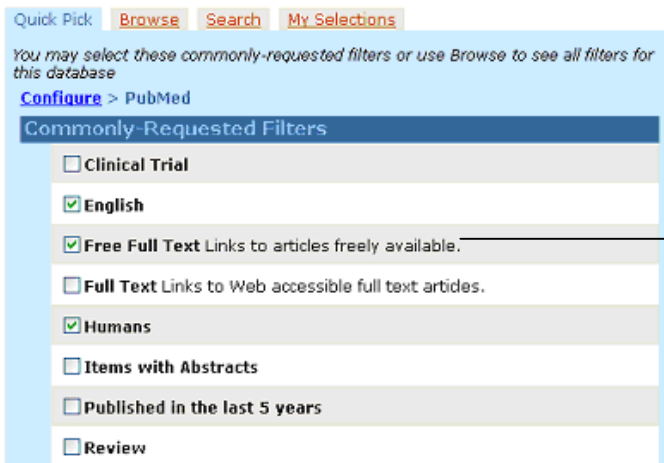 Quick Pick Browse Search My Selections
You may select these commonly-requested filters or use Browse to see all filters for
this database
Configure > PubMed
Commonly-Requested Filters
Clinical Trial
English
Free Full Text Links to articles freely available.
Full Text Links to Web accessible full text articles.
Humans
Items with Abstracts
Published in the last 5 years
Review